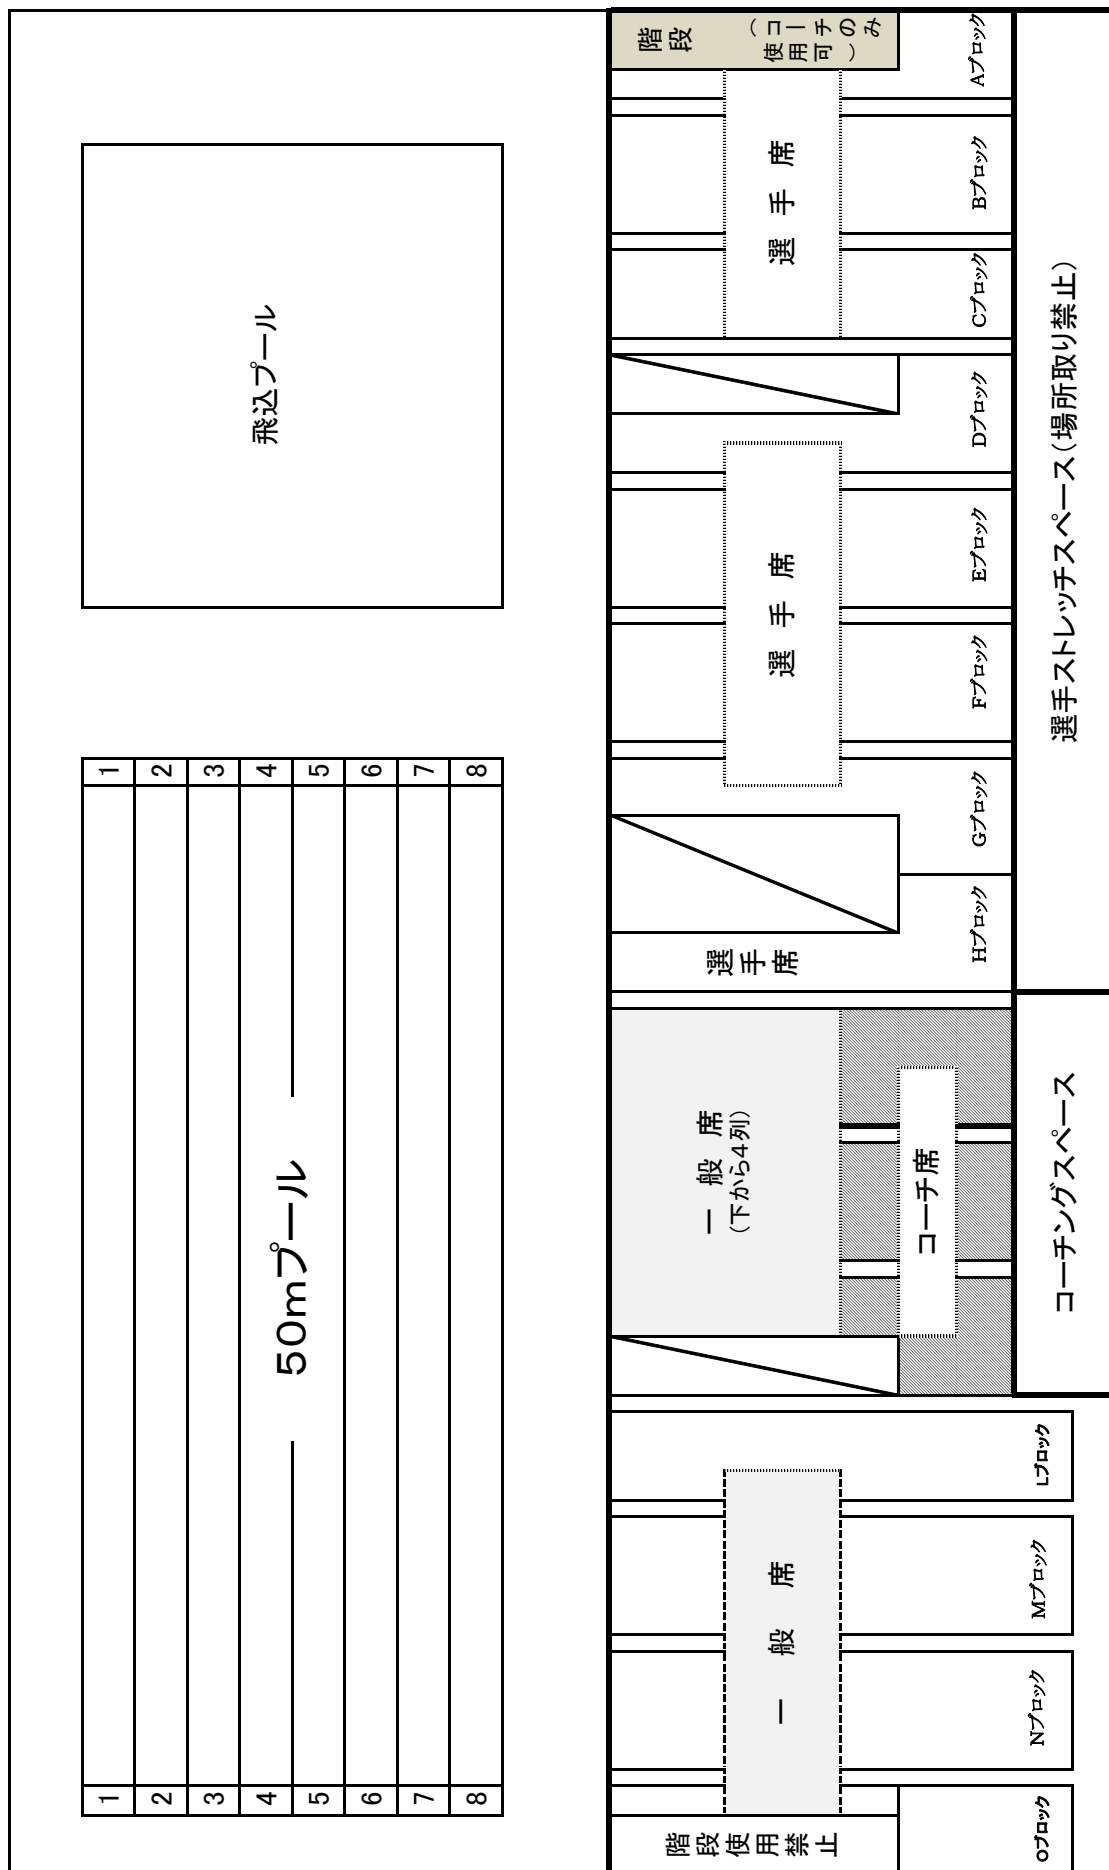 1 1
2 2
3 3
4 4
5 5
6 6
7 7
8 8
50mプール
飛込プール
階段使用禁止
一般席
一般席
(下から4列)
コーチ席
選手席
選手席
選手席
階段
（コーチのみ
使用可）
Oブロック
Nブロック
Mブロック
Lブロック
Hブロック
Gブロック
Fブロック
Eブロック
Dブロック
Cブロック
Bブロック
Aブロック
コーチングスペース
選手ストレッチスペース(場所取り禁止)